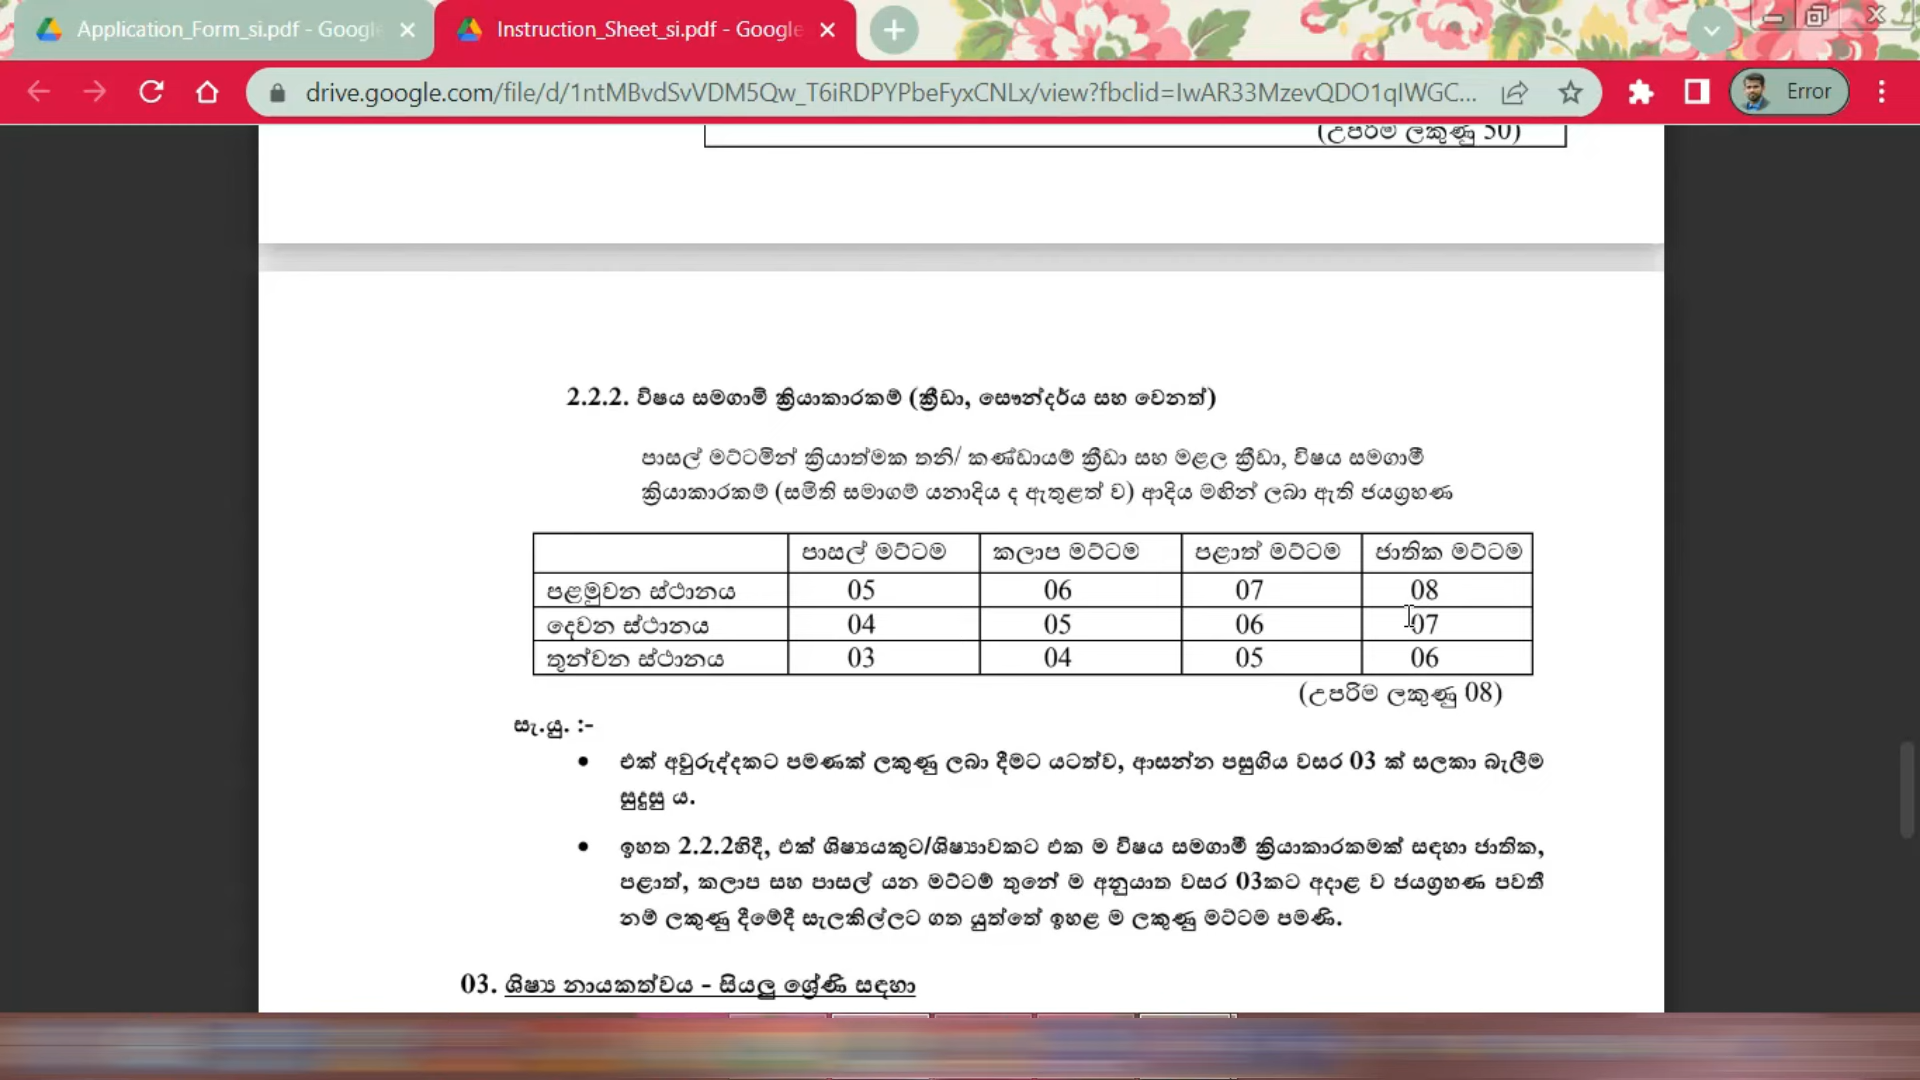 Application_Form_si.pdf - Google
Instruction_Sheet_si.pdf - Google
drive.google.com/file/d/1ntMBvdSvVDM5Qw_T6iRDPYPbeFyxCNLx/view?fbclid=IwAR33MzevQDO1qIWGC...
Error
(උපරිම ලකුණු 50)
2.2.2. විෂය සමගාමි ක්‍රියාකාරකම් (ක්‍රීඩා, සෞන්දර්ය සහ වෙනත්)
පාසල් මට්ටමින් ක්‍රියාත්මක තනි/ කණ්ඩායම් ක්‍රීඩා සහ මළල ක්‍රීඩා, විෂය සමගාමී
ක්‍රියාකාරකම් (සමිති සමාගම් යනාදිය ද ඇතුළත් ව) ආදිය මඟින් ලබා ඇති ජයග්‍රහණ
පාසල් මට්ටම කලාප මට්ටම පළාත් මට්ටම ජාතික මට්ටම
පළමුවන ස්ථානය 05 06 07 08
දෙවන ස්ථානය 04 05 06 07
තුන්වන ස්ථානය 03 04 05 06
(උපරිම ලකුණු 08)
සැ.යු. :-
• එක් අවුරුද්දකට පමණක් ලකුණු ලබා දීමට යටත්ව, ආසන්න පසුගිය වසර 03 ක් සලකා බැලීම
සුදුසු ය.
• ඉහත 2.2.2හිදී, එක් ශිෂ්‍යයකුට/ශිෂ්‍යාවකට එක ම විෂය සමගාමී ක්‍රියාකාරකමක් සඳහා ජාතික,
පළාත්, කලාප සහ පාසල් යන මට්ටම් තුනේ ම අනුයාත වසර 03කට අදාළ ව ජයග්‍රහණ පවතී
නම් ලකුණු දීමේදී සැලකිල්ලට ගත යුත්තේ ඉහළ ම ලකුණු මට්ටම පමණි.
03. ශිෂ්‍ය නායකත්වය - සියලු ශ්‍රේණි සඳහා